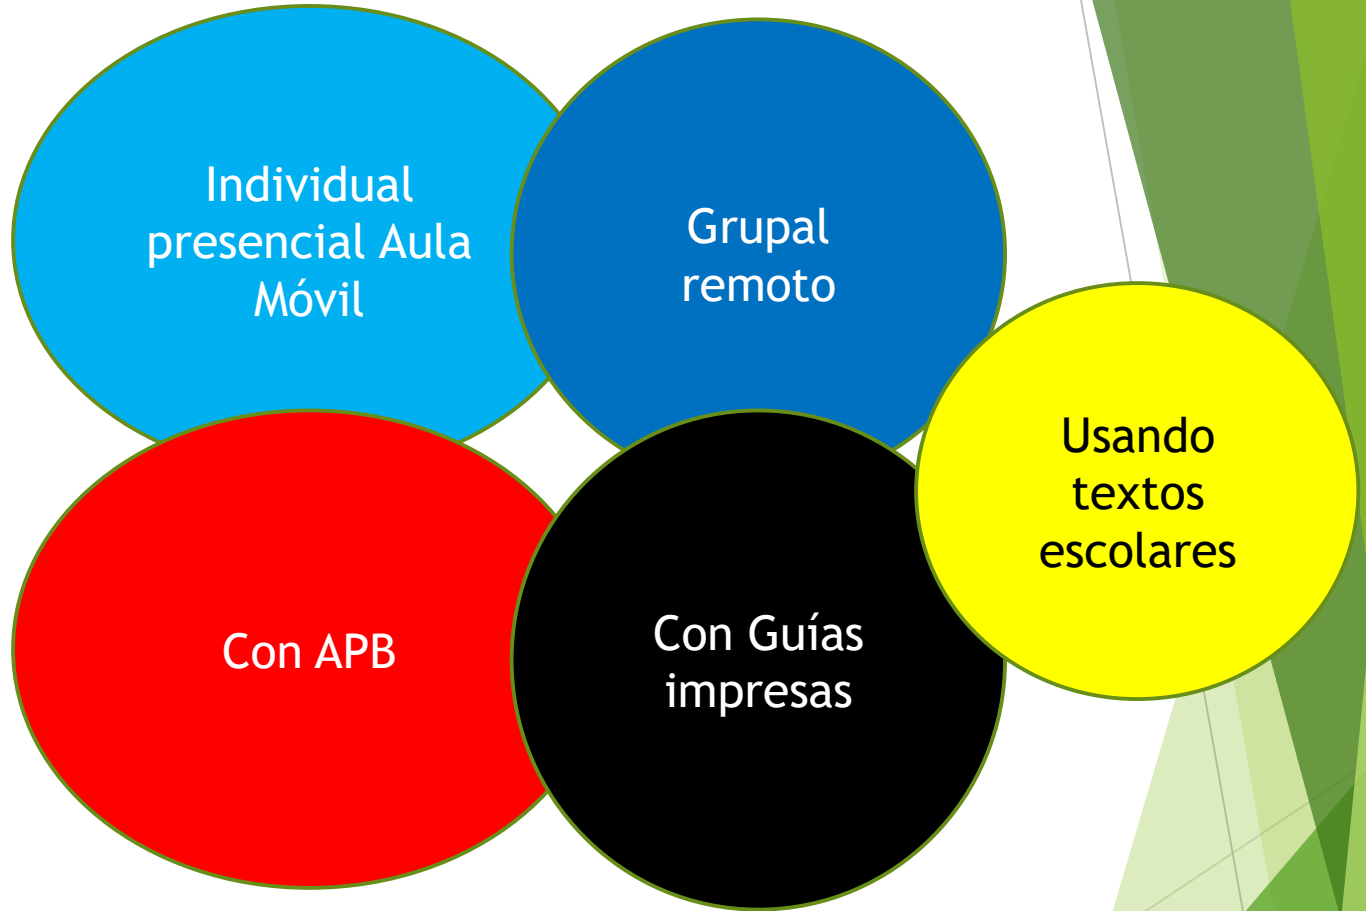 Individual
presencial Aula
Móvil
Grupal
remoto
Usando
textos
escolares
Con APB
Con Guías
impresas